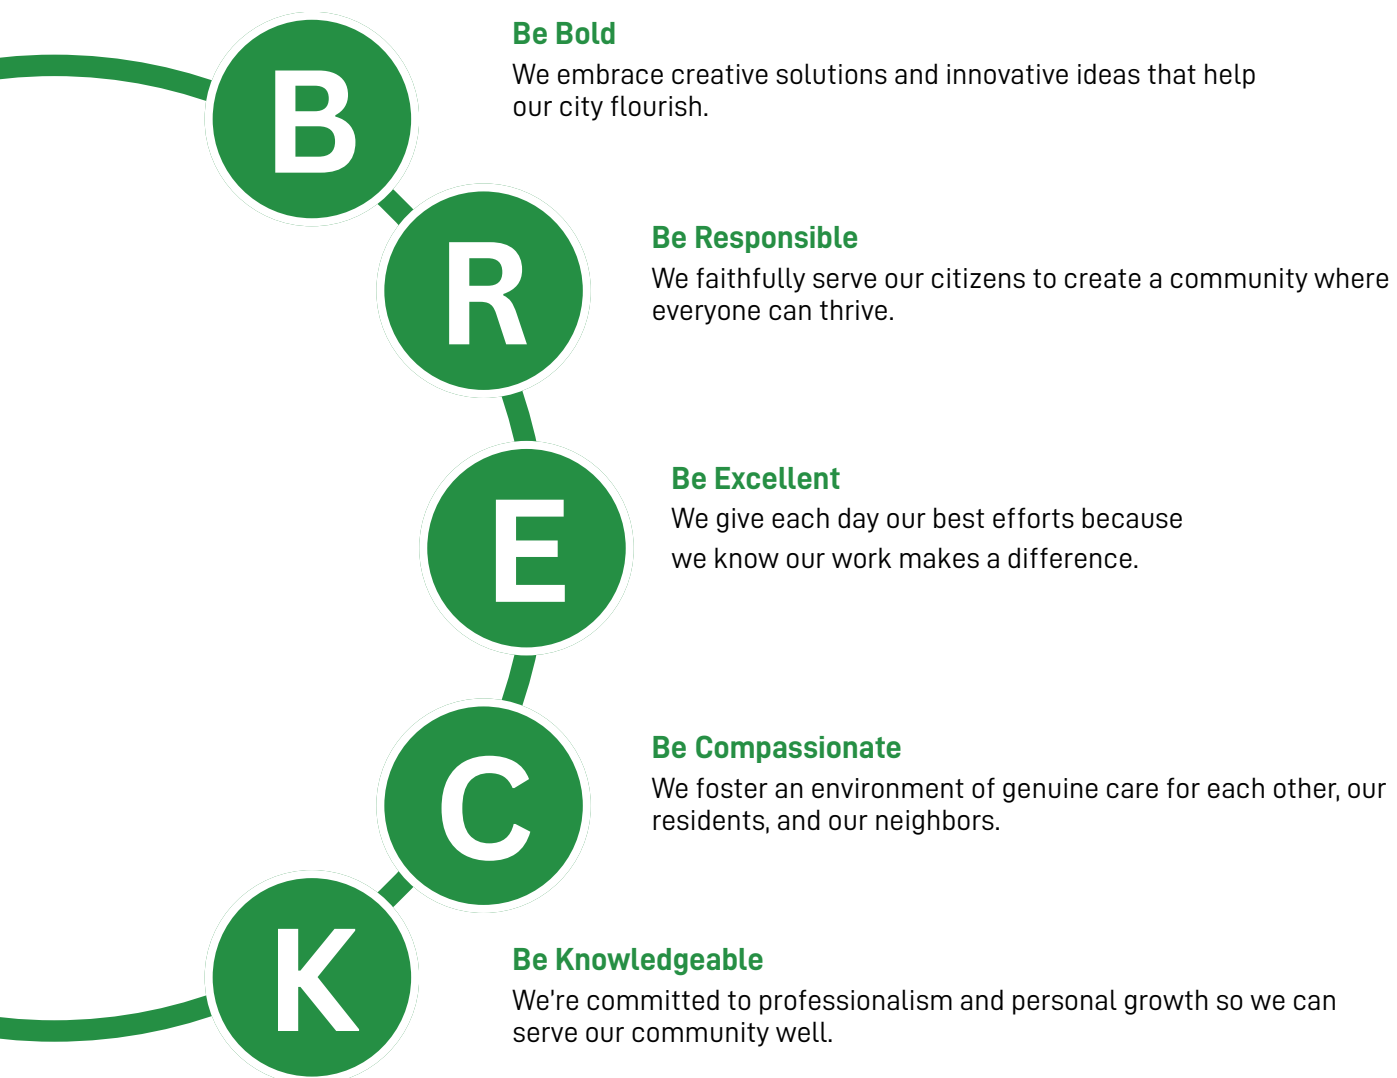 B
Be Bold
We embrace creative solutions and innovative ideas that help
our city flourish.
R
Be Responsible
We faithfully serve our citizens to create a community where
everyone can thrive.
E
Be Excellent
We give each day our best efforts because
we know our work makes a difference.
C
Be Compassionate
We foster an environment of genuine care for each other, our
residents, and our neighbors.
K
Be Knowledgeable
We're committed to professionalism and personal growth so we can
serve our community well.